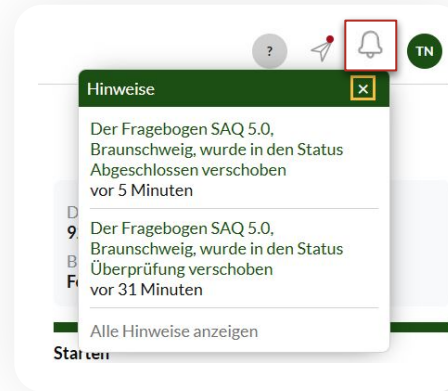 ?
TN
Hinweise
Der Fragebogen SAQ 5.0,
Braunschweig, wurde in den Status
Abgeschlossen verschoben
vor 5 Minuten
Der Fragebogen SAQ 5.0,
Braunschweig, wurde in den Status
Überprüfung verschoben
vor 31 Minuten
Alle Hinweise anzeigen
Starten